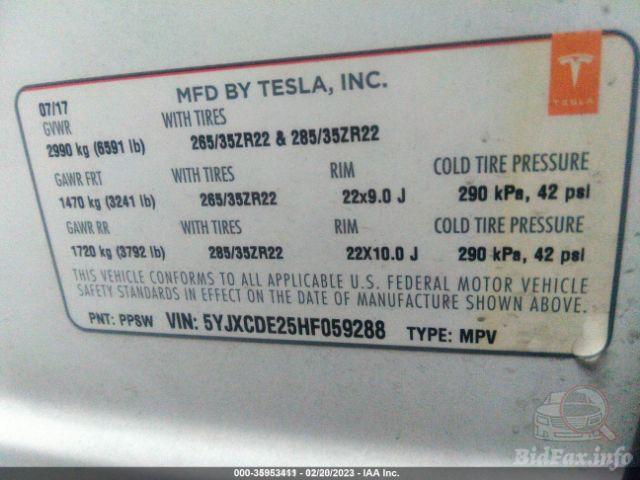 MFD BY TESLA, INC.
TESLA
07/17
GVWR WITH TIRES
2990 kg (6591 lb) 265/35ZR22 & 285/35ZR22
GAWR FRT WITH TIRES RIM COLD TIRE PRESSURE
1470 kg (3241 lb) 265/35ZR22 22x9.0 J 290 kPa, 42 psi
GAWR RR WITH TIRES RIM COLD TIRE PRESSURE
1720 kg (3792 lb) 285/35ZR22 22X10.0 J 290 kPa, 42 psi
THIS VEHICLE CONFORMS TO ALL APPLICABLE U.S. FEDERAL MOTOR VEHICLE
SAFETY STANDARDS IN EFFECT ON THE DATE OF MANUFACTURE SHOWN ABOVE.
PNT: PPSW VIN: 5YJXCDE25HF059288 TYPE: MPV
BidFax.info
000-35953411 - 02/20/2023 - IAA Inc.